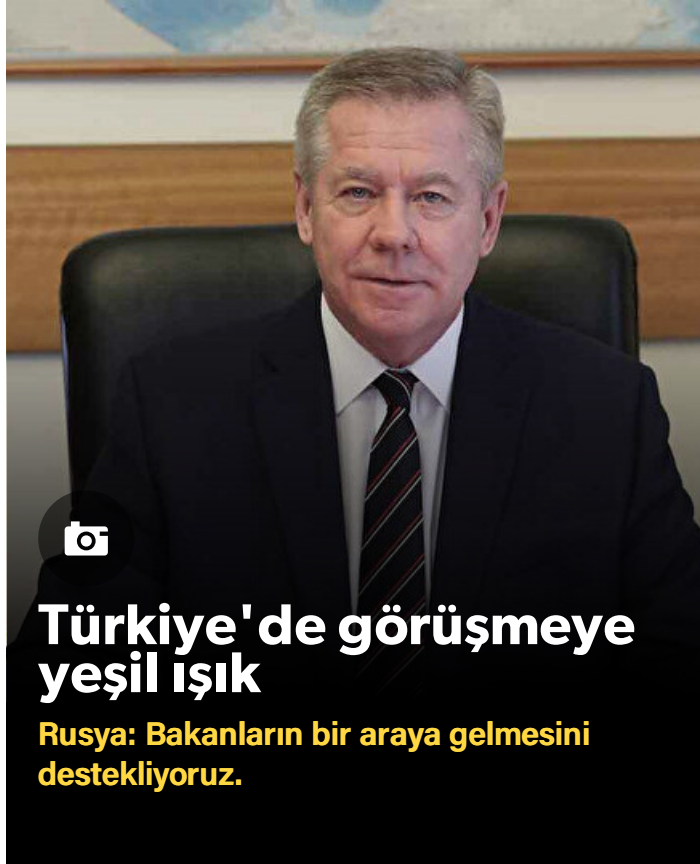 Türkiye'de görüşmeye
yeşil ışık
Rusya: Bakanların bir araya gelmesini
destekliyoruz.